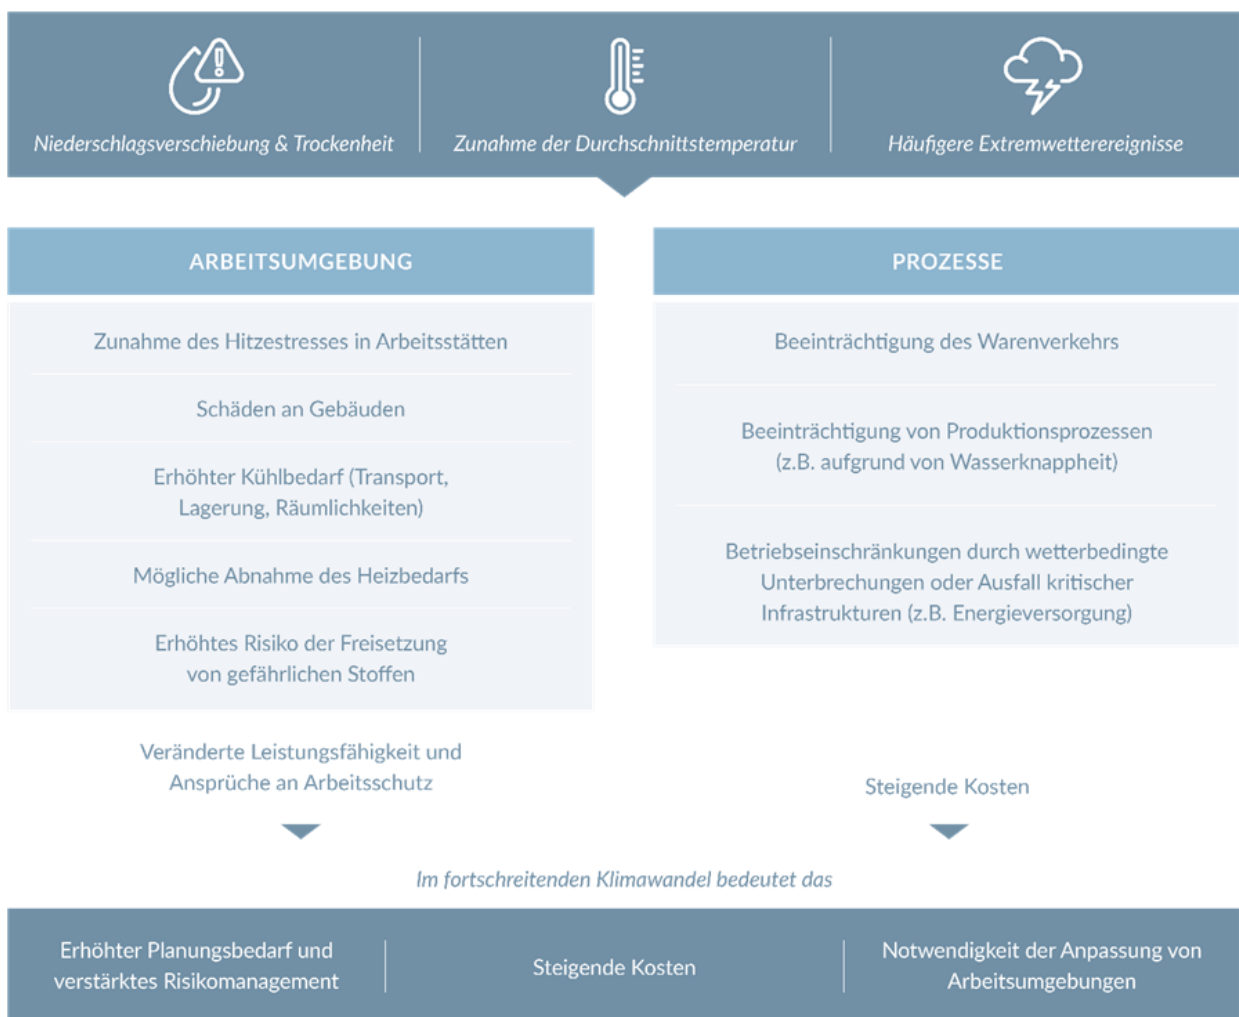 Niederschlagsverschiebung & Trockenheit
Zunahme der Durchschnittstemperatur
Häufigere Extremwetterereignisse
ARBEITSUMGEBUNG
Zunahme des Hitzestresses in Arbeitsstätten
Schäden an Gebäuden
Erhöhter Kühlbedarf (Transport,
Lagerung, Räumlichkeiten)
Mögliche Abnahme des Heizbedarfs
Erhöhtes Risiko der Freisetzung
von gefährlichen Stoffen
Veränderte Leistungsfähigkeit und
Ansprüche an Arbeitsschutz
PROZESSE
Beeinträchtigung des Warenverkehrs
Beeinträchtigung von Produktionsprozessen
(z.B. aufgrund von Wasserknappheit)
Betriebseinschränkungen durch wetterbedingte
Unterbrechungen oder Ausfall kritischer
Infrastrukturen (z.B. Energieversorgung)
Steigende Kosten
Im fortschreitenden Klimawandel bedeutet das
Erhöhter Planungsbedarf und
verstärktes Risikomanagement
Steigende Kosten
Notwendigkeit der Anpassung von
Arbeitsumgebungen